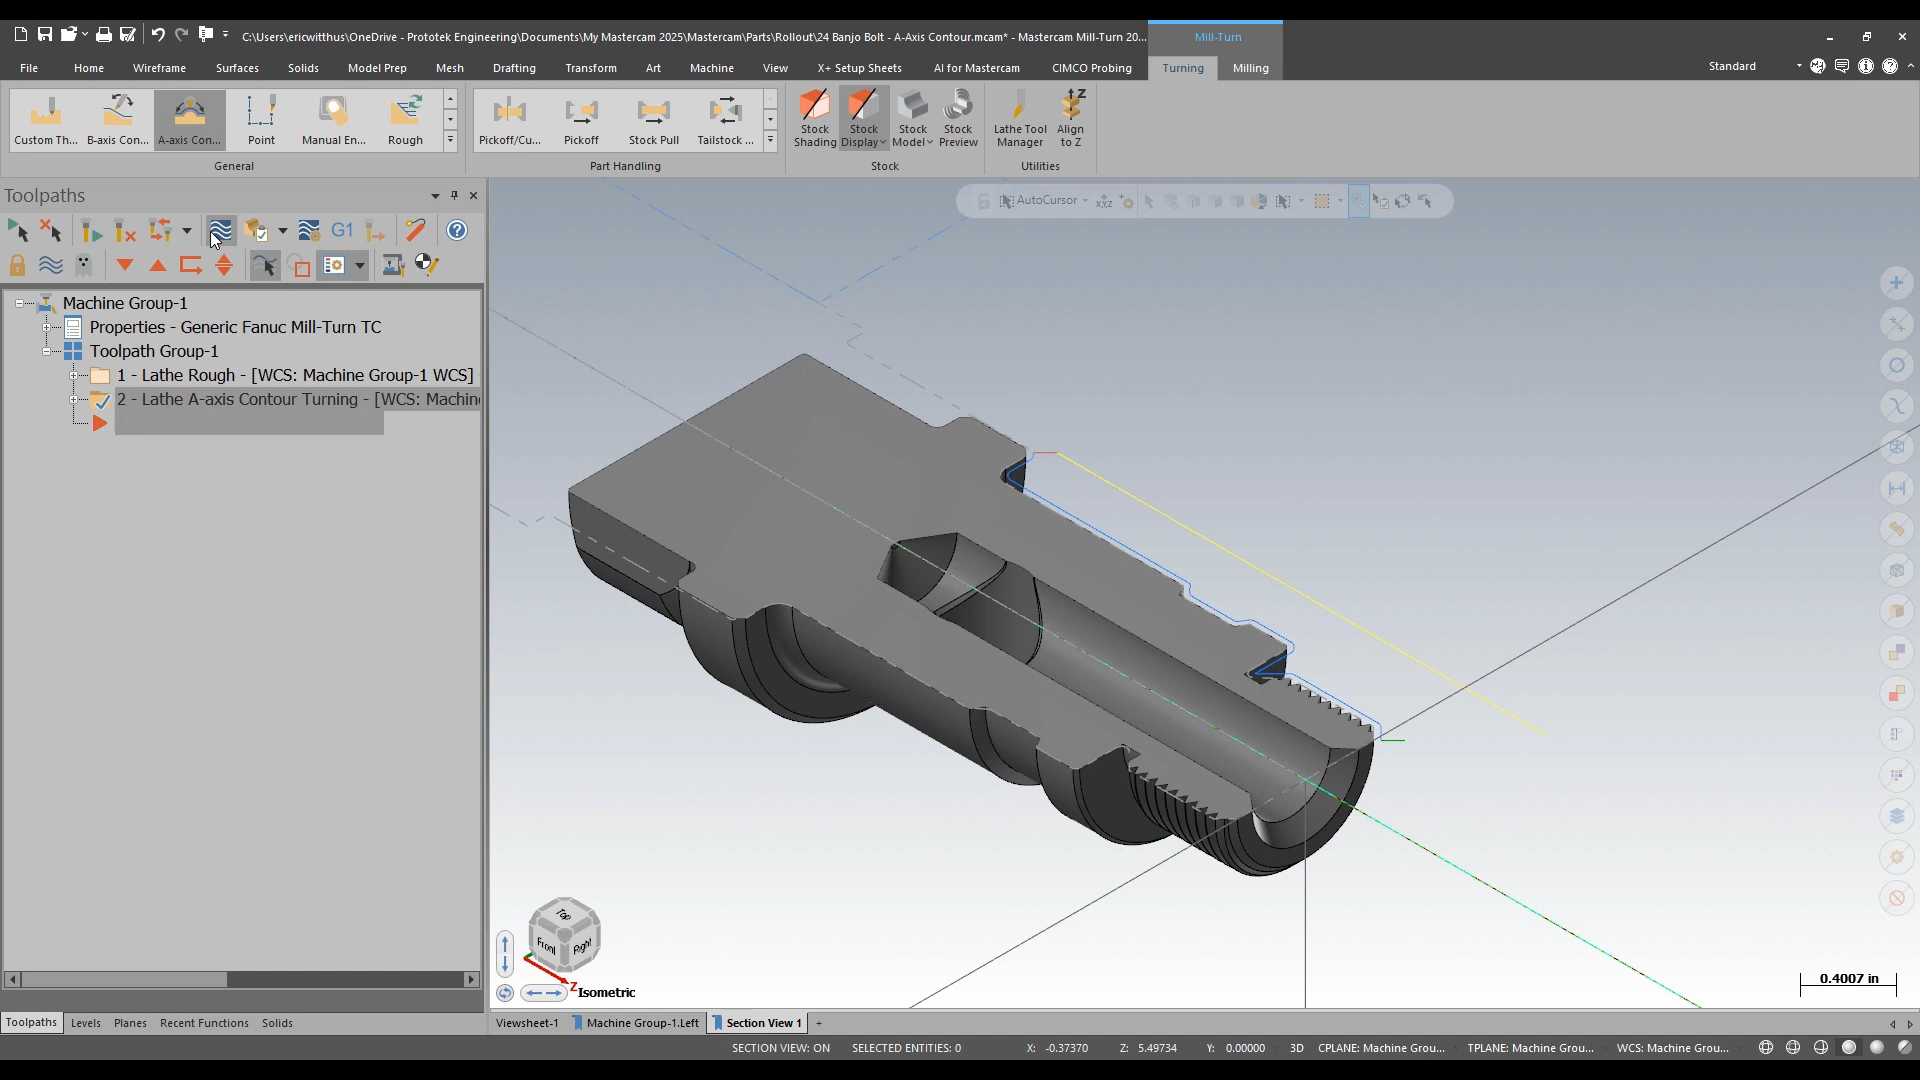 C:\Users\ericwitthus\OneDrive - Prototek Engineering\Documents\My Mastercam 2025\Mastercam\Parts\Rollout\24 Banjo Bolt - A-Axis Contour.mcam* - Mastercam Mill-Turn 20...
Mill-Turn
File Home Wireframe Surfaces Solids Model Prep Mesh Drafting Transform Art Machine View X+ Setup Sheets AI for Mastercam CIMCO Probing Turning Milling Standard
Custom Th... B-axis Con... A-axis Con... Point Manual En... Rough
General
Pickoff/Cu... Pickoff Stock Pull Tailstock ...
Part Handling
Stock Shading Stock Display Stock Model Stock Preview
Stock
Lathe Tool Manager Align to Z
Z
Utilities
Toolpaths
G1
AutoCursor
XYZ
Machine Group-1
Properties - Generic Fanuc Mill-Turn TC
Toolpath Group-1
1 - Lathe Rough - [WCS: Machine Group-1 WCS]
2 - Lathe A-axis Contour Turning - [WCS: Machin
Top
Front Right
Z
Isometric
0.4007 in
Toolpaths Levels Planes Recent Functions Solids
Viewsheet-1 Machine Group-1.Left Section View 1 +
SECTION VIEW: ON SELECTED ENTITIES: 0 X: -0.37370 Z: 5.49734 Y: 0.00000 3D CPLANE: Machine Grou... TPLANE: Machine Grou... WCS: Machine Grou...